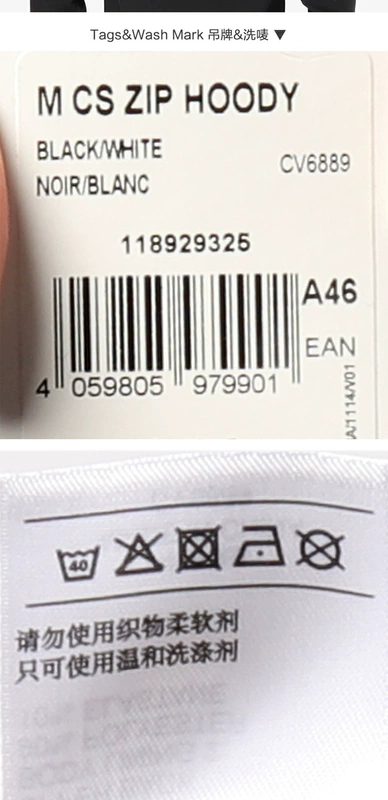 Tags&Wash Mark 吊牌&洗唛 ▼
M CS ZIP HOODY
BLACK/WHITE
NOIR/BLANC
CV6889
118929325
A46
EAN
4 059805 979901
A/1114/V01
40
请勿使用织物柔软剂
只可使用温和洗涤剂